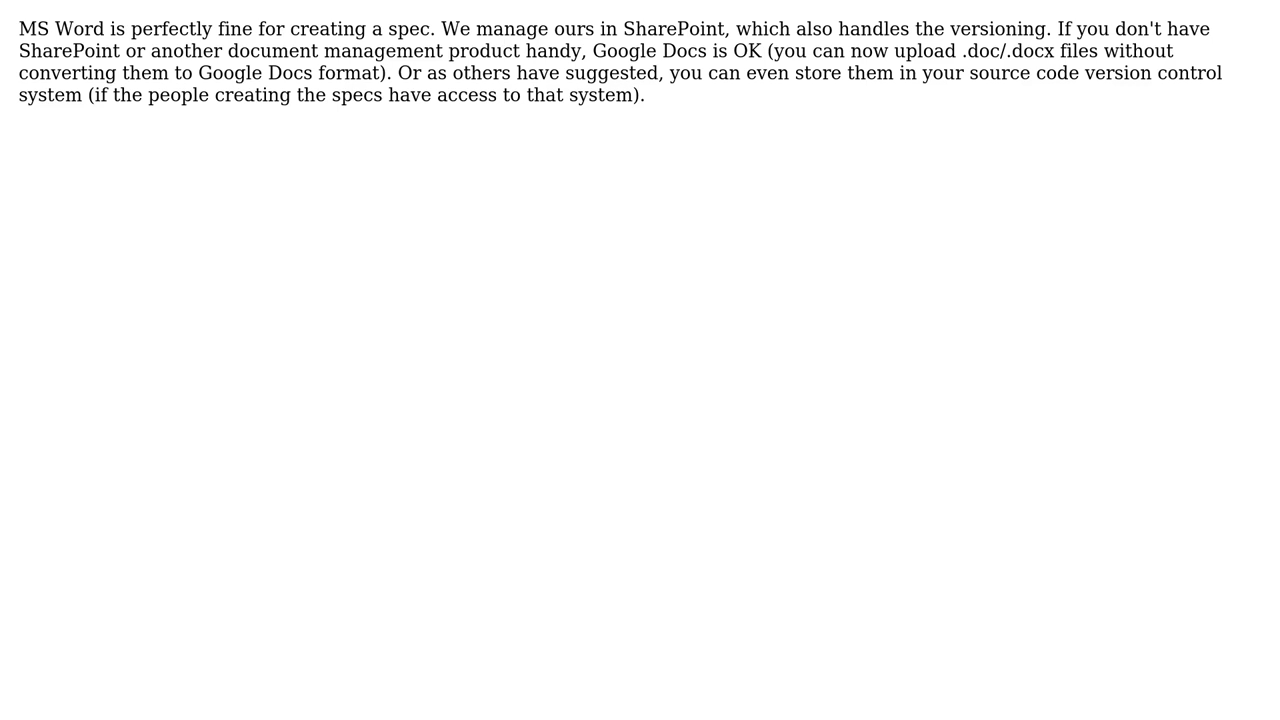 MS Word is perfectly fine for creating a spec. We manage ours in SharePoint, which also handles the versioning. If you don't have
SharePoint or another document management product handy, Google Docs is OK (you can now upload .doc/.docx files without
converting them to Google Docs format). Or as others have suggested, you can even store them in your source code version control
system (if the people creating the specs have access to that system).